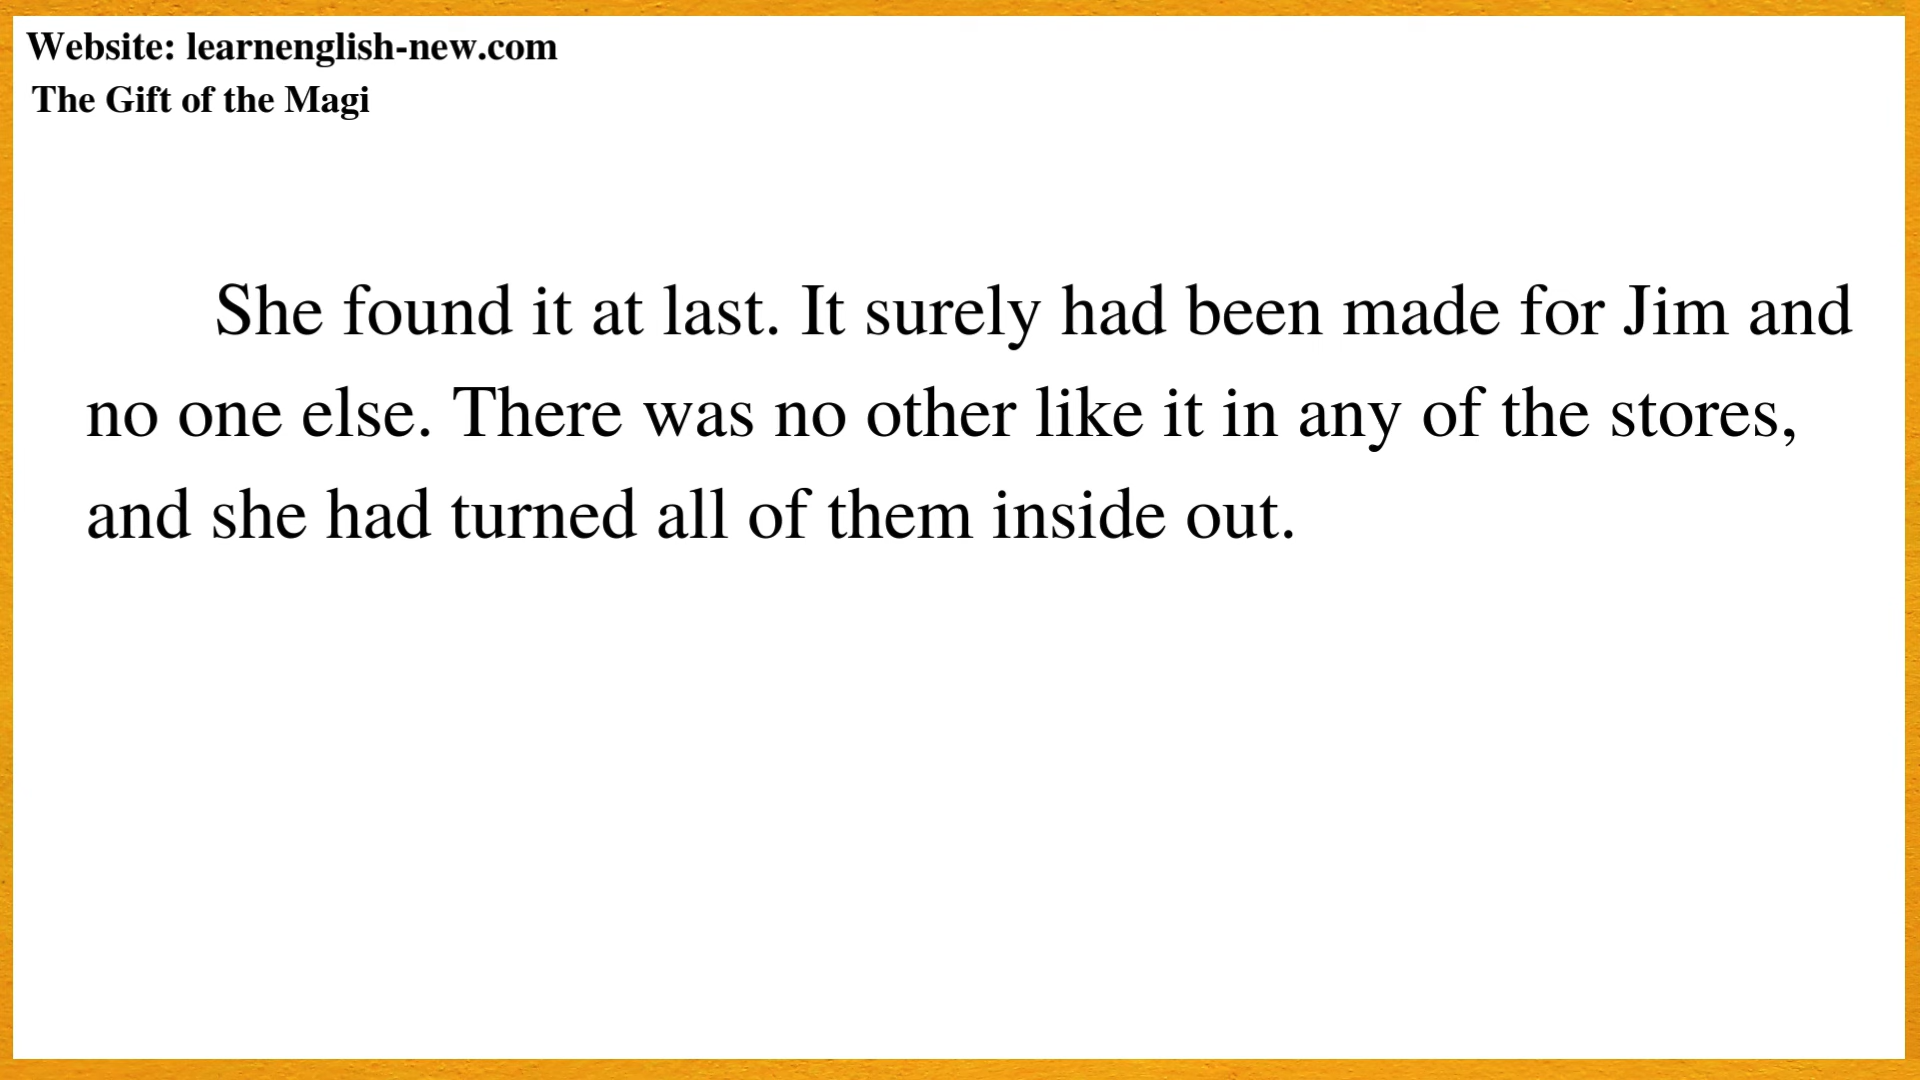 Website: learnenglish-new.com
The Gift of the Magi
She found it at last. It surely had been made for Jim and
no one else. There was no other like it in any of the stores,
and she had turned all of them inside out.